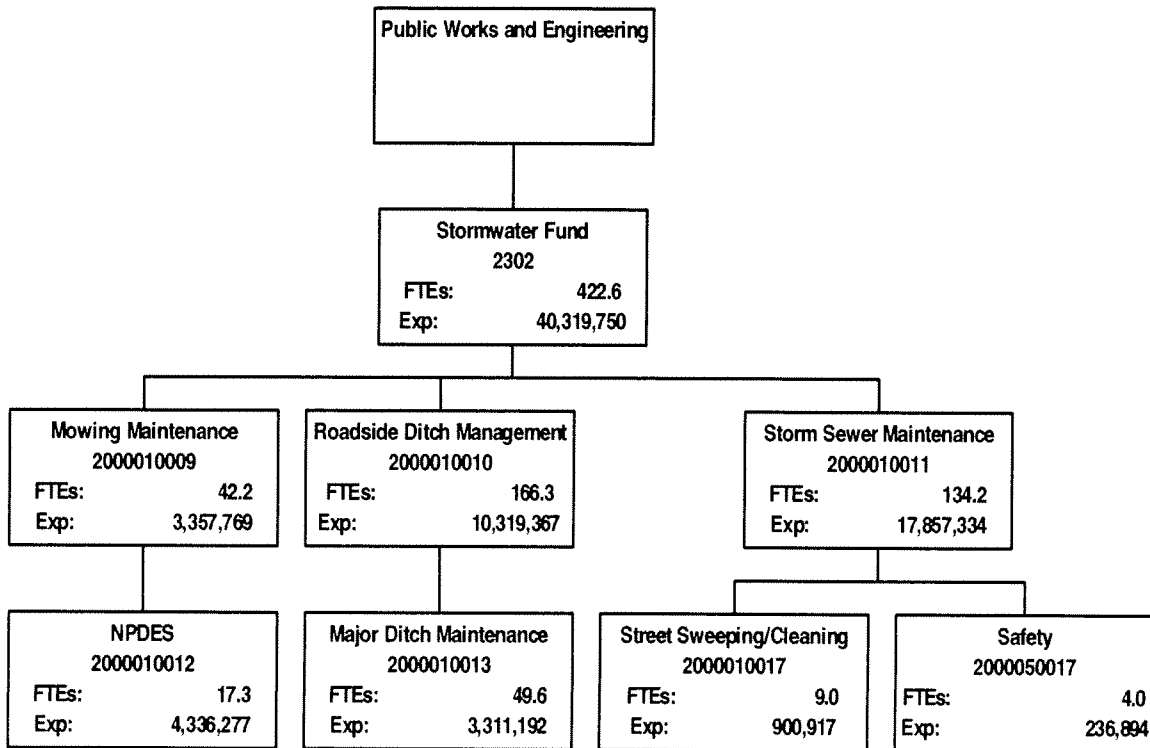 Public Works and Engineering
Stormwater Fund
2302
FTEs: 422.6
Exp: 40,319,750
Mowing Maintenance
2000010009
FTEs: 42.2
Exp: 3,357,769
Roadside Ditch Management
2000010010
FTEs: 166.3
Exp: 10,319,367
Storm Sewer Maintenance
2000010011
FTEs: 134.2
Exp: 17,857,334
NPDES
2000010012
FTEs: 17.3
Exp: 4,336,277
Major Ditch Maintenance
2000010013
FTEs: 49.6
Exp: 3,311,192
Street Sweeping/Cleaning
2000010017
FTEs: 9.0
Exp: 900,917
Safety
2000050017
FTEs: 4.0
Exp: 236,894